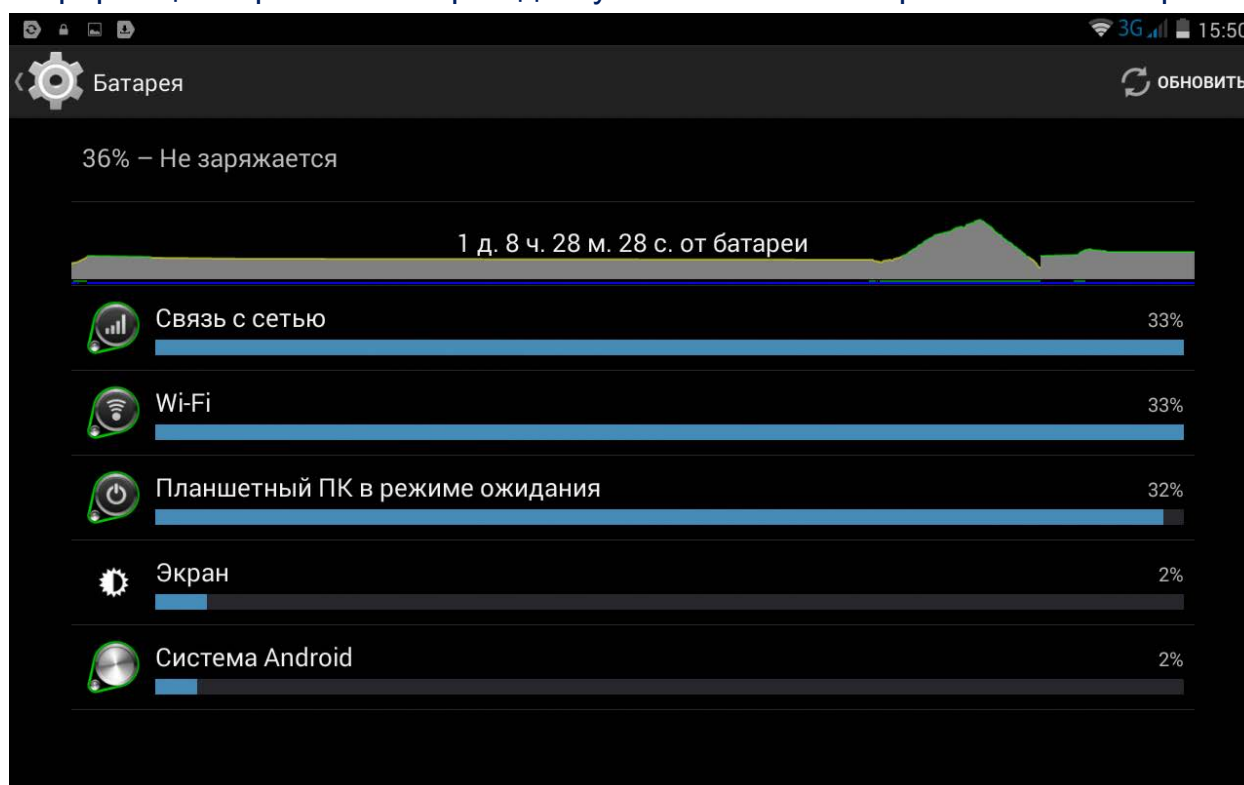 3G 15:50
Батарея
ОБНОВИТЬ
36% – Не заряжается
1 д. 8 ч. 28 м. 28 с. от батареи
Связь с сетью 33%
Wi-Fi 33%
Планшетный ПК в режиме ожидания 32%
Экран 2%
Система Android 2%